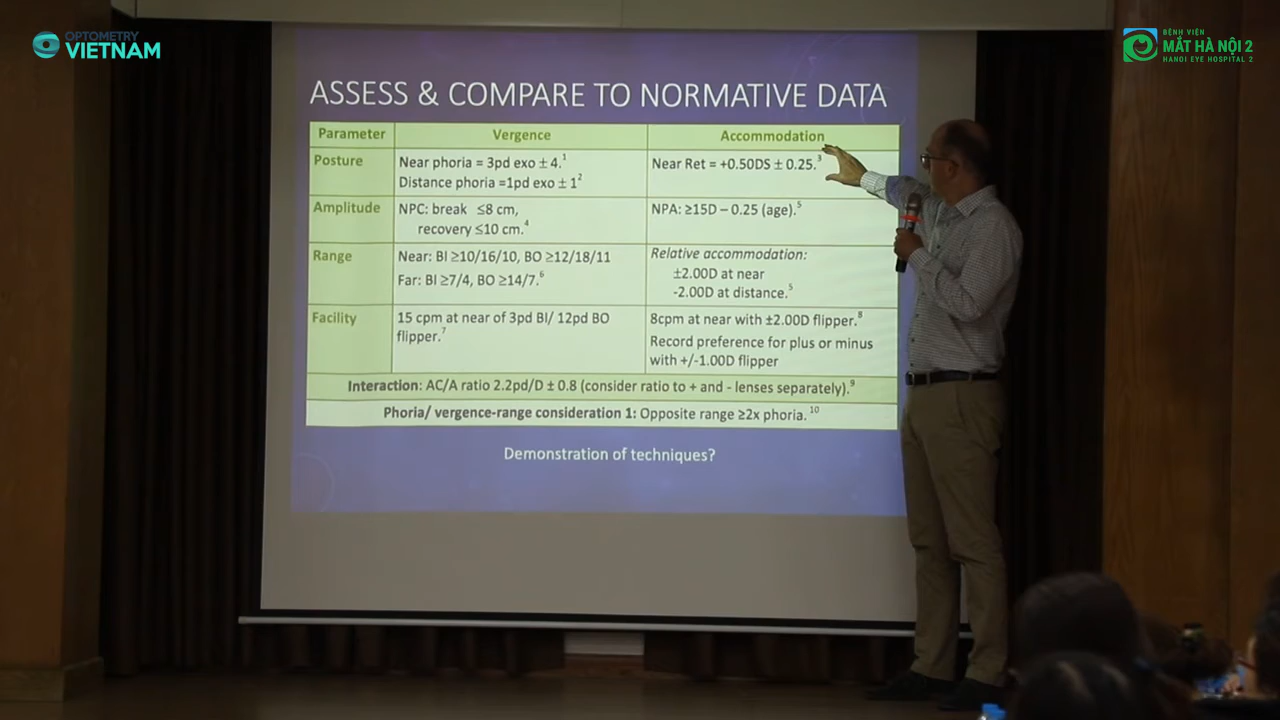 OPTOMETRY
VIETNAM
BỆNH VIỆN
MẮT HÀ NỘI 2
HANOI EYE HOSPITAL 2
ASSESS & COMPARE TO NORMATIVE DATA
Parameter Vergence Accommodation
Posture Near phoria = 3pd exo ± 4.¹ Near Ret = +0.50DS ± 0.25.³
Distance phoria =1pd exo ± 1²
Amplitude NPC: break ≤8 cm, NPA: ≥15D – 0.25 (age).⁵
recovery ≤10 cm.⁴
Range Near: BI ≥10/16/10, BO ≥12/18/11 Relative accommodation:
Far: BI ≥7/4, BO ≥14/7.⁶ ±2.00D at near
-2.00D at distance.⁵
Facility 15 cpm at near of 3pd BI/ 12pd BO 8cpm at near with ±2.00D flipper.⁸
flipper.⁷ Record preference for plus or minus
with +/-1.00D flipper
Interaction: AC/A ratio 2.2pd/D ± 0.8 (consider ratio to + and - lenses separately).⁹
Phoria/ vergence-range consideration 1: Opposite range ≥2x phoria.¹⁰
Demonstration of techniques?